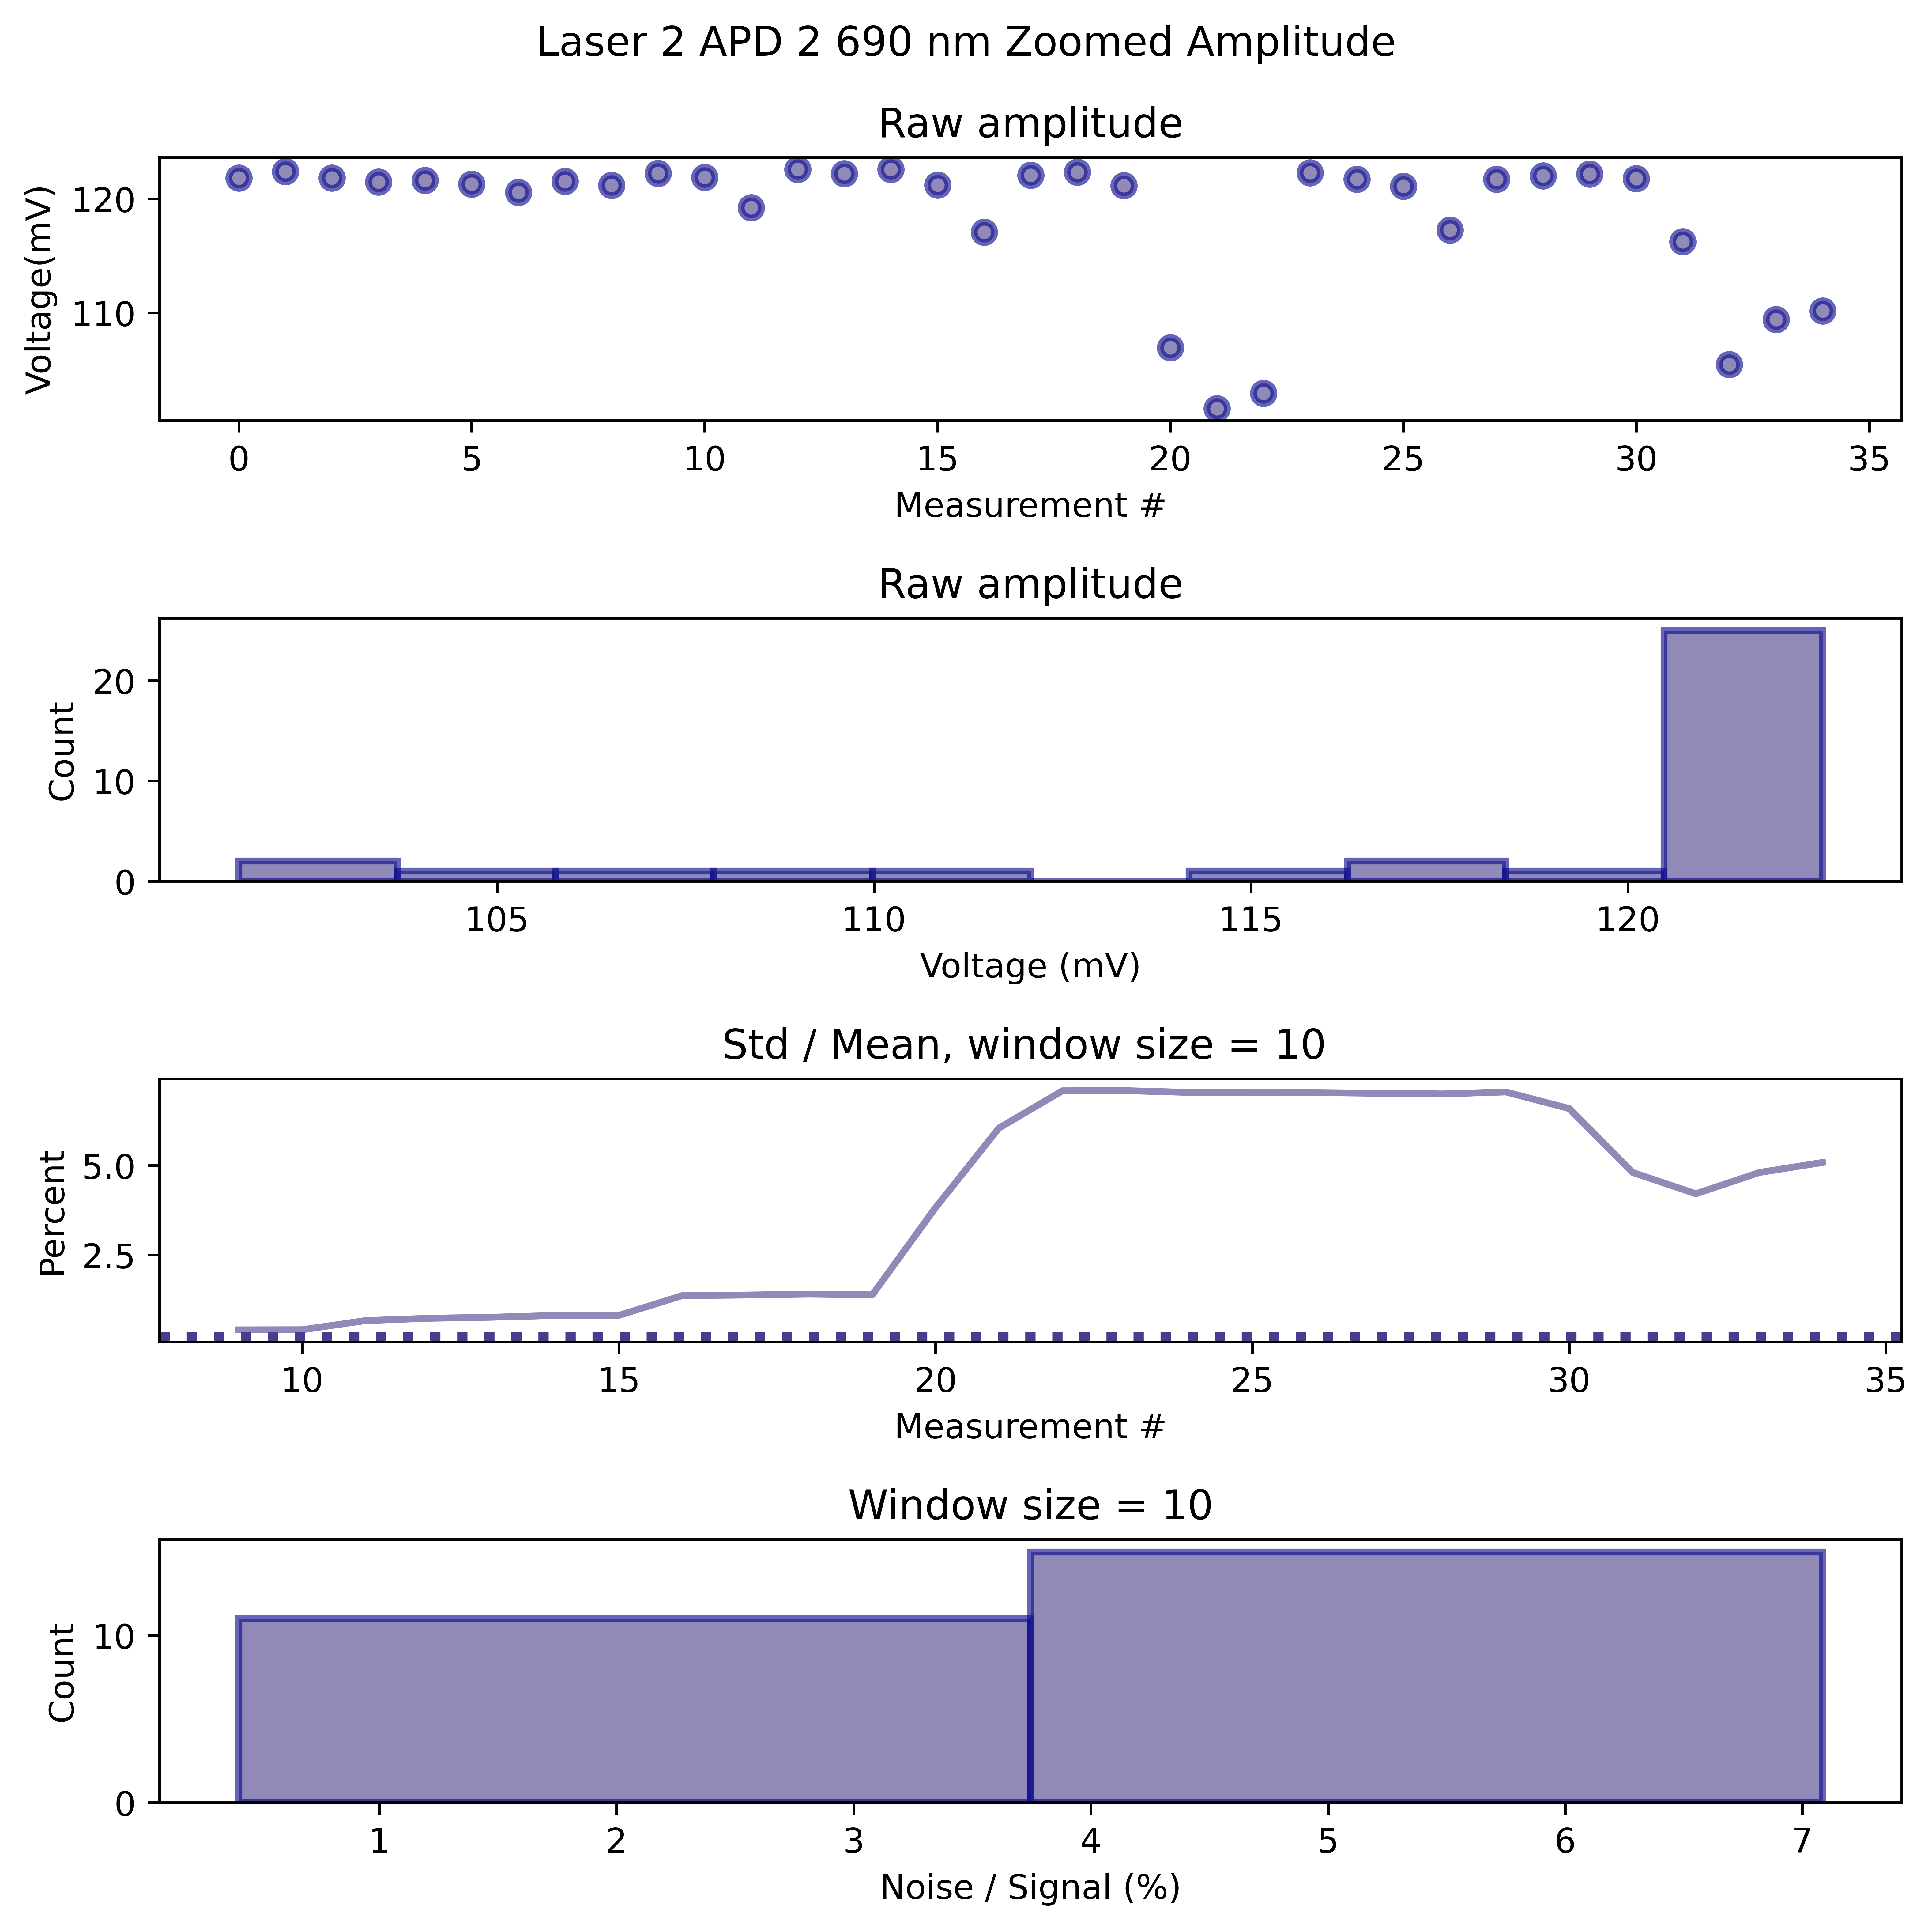 Laser 2 APD 2 690 nm Zoomed Amplitude
Raw amplitude
Voltage(mV)
120
110
0 5 10 15 20 25 30 35
Measurement #
Raw amplitude
Count
20
10
0
105 110 115 120
Voltage (mV)
Std / Mean, window size = 10
Percent
5.0
2.5
10 15 20 25 30 35
Measurement #
Window size = 10
Count
10
0
1 2 3 4 5 6 7
Noise / Signal (%)